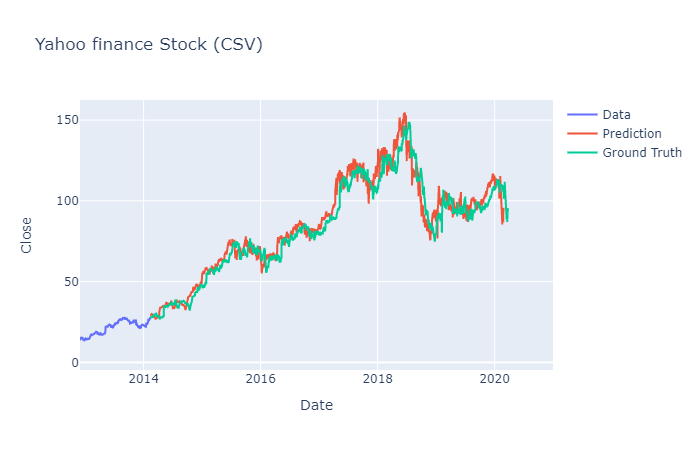 Yahoo finance Stock (CSV)
Data
Prediction
Ground Truth
150
100
50
0
Close
2014
2016
2018
2020
Date